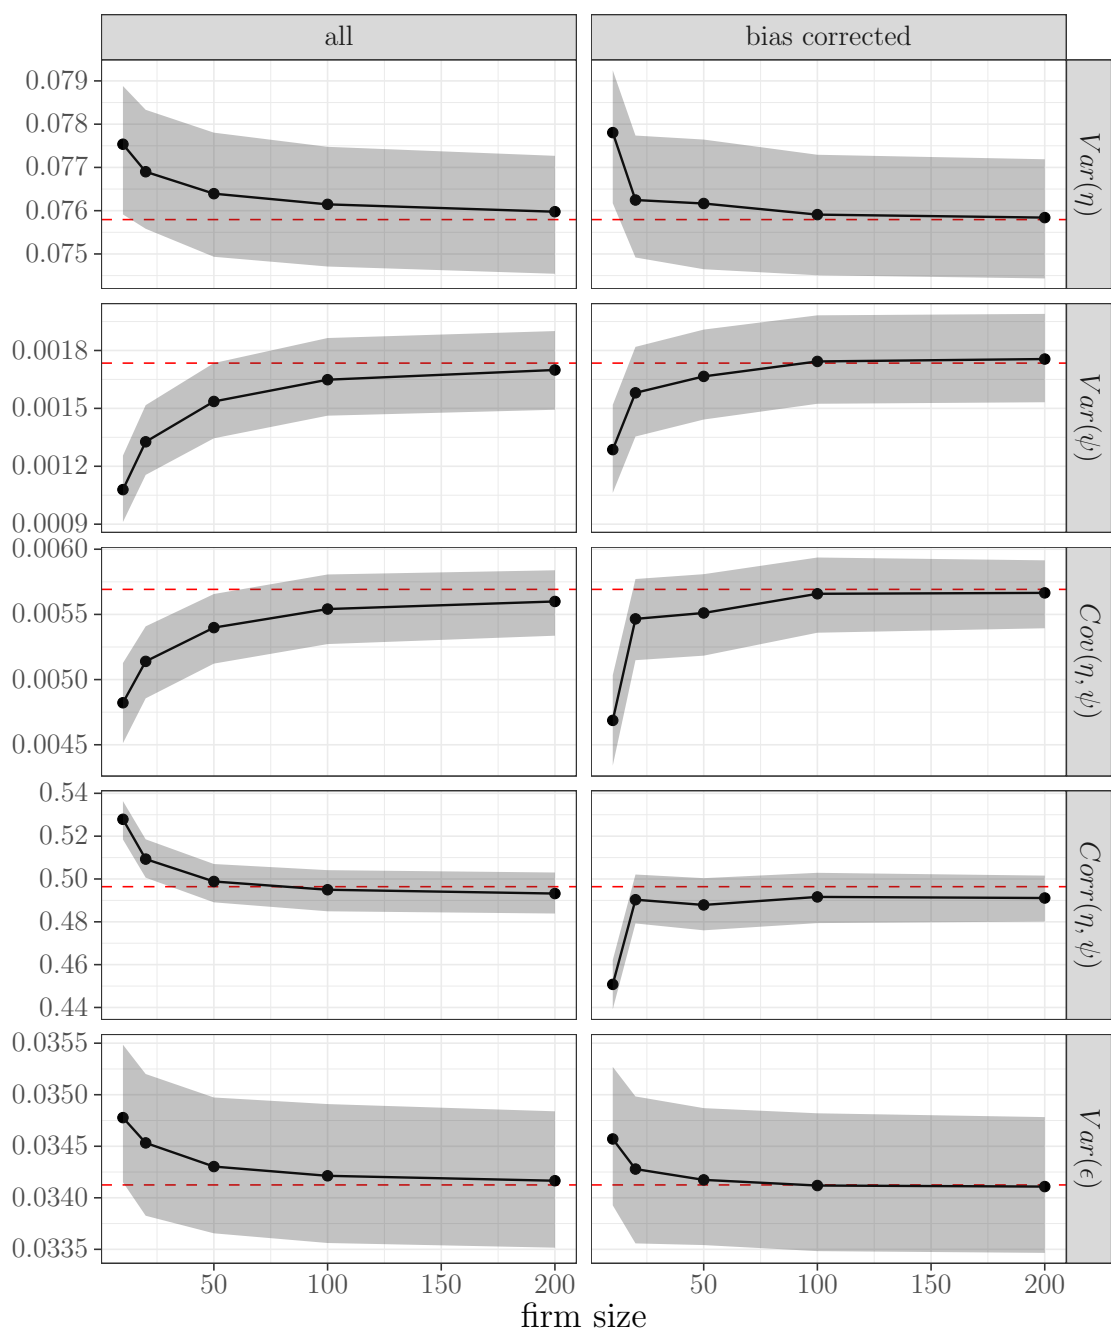 all
bias corrected
0.079
0.078
0.077
0.076
0.075
Var(η)
0.0018
0.0015
0.0012
0.0009
Var(ψ)
0.0060
0.0055
0.0050
0.0045
Cov(η, ψ)
0.54
0.52
0.50
0.48
0.46
0.44
Corr(η, ψ)
0.0355
0.0350
0.0345
0.0340
0.0335
Var(ϵ)
50 100 150 200 50 100 150 200
firm size